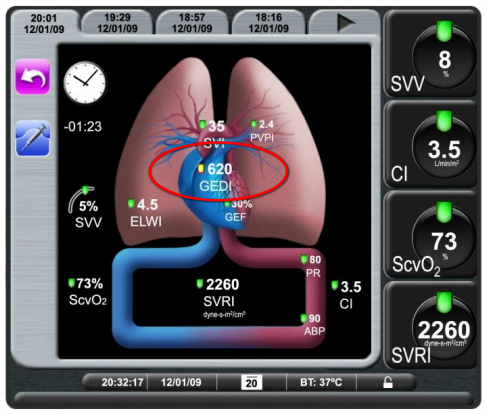 20:01
12/01/09
19:29
12/01/09
18:57
12/01/09
18:16
12/01/09
-01:23
35
SVI
2.4
PVPI
620
GEDI
4.5
ELWI
30%
GEF
5%
SVV
80
PR
73%
ScvO₂
2260
SVRI
dyne-s-m²/cm⁵
3.5
CI
90
ABP
8
%
SVV
3.5
L/min/m²
CI
73
%
ScvO₂
2260
dyne-s-m²/cm⁵
SVRI
20:32:17 12/01/09 20 BT: 37ºC